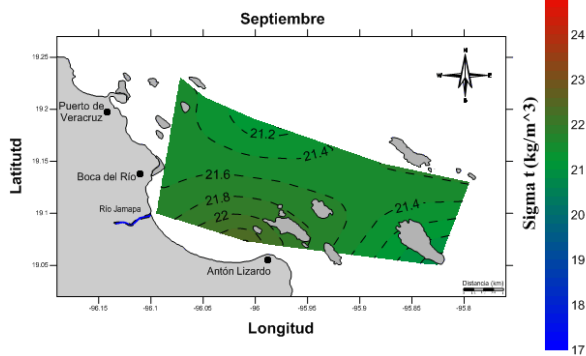 Septiembre
19.25
19.2
19.15
19.1
19.05
Latitutd
Puerto de
Veracruz
Boca del Río
Río Jamapa
Antón Lizardo
21.2
21.4
21.6
21.8
22
21.4
N
Distancia (km)
-96.15
-96.1
-96.05
-96
-95.95
-95.9
-95.85
-95.8
Longitud
24
23
22
21
20
19
18
17
Sigma t (kg/m^3)